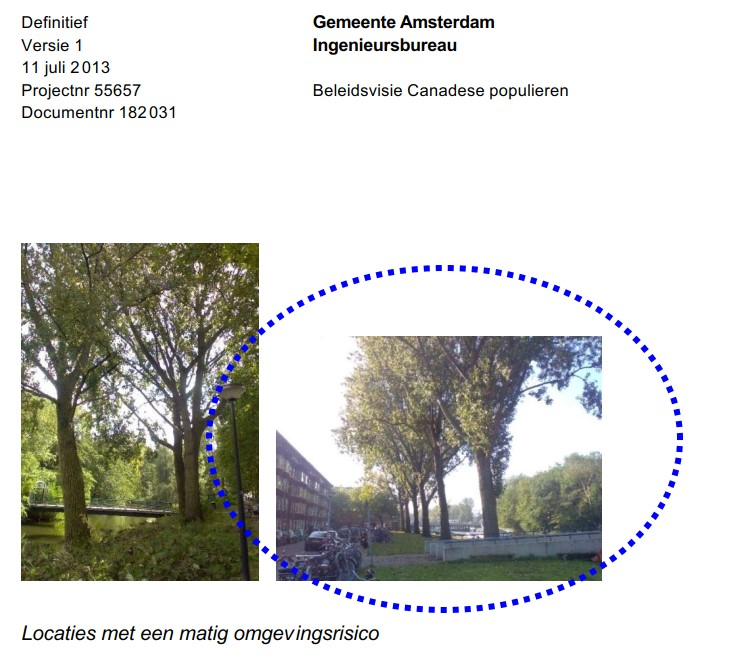 Definitief
Versie 1
11 juli 2013
Projectnr 55657
Documentnr 182031
Gemeente Amsterdam
Ingenieursbureau
Beleidsvisie Canadese populieren
Locaties met een matig omgevingsrisico